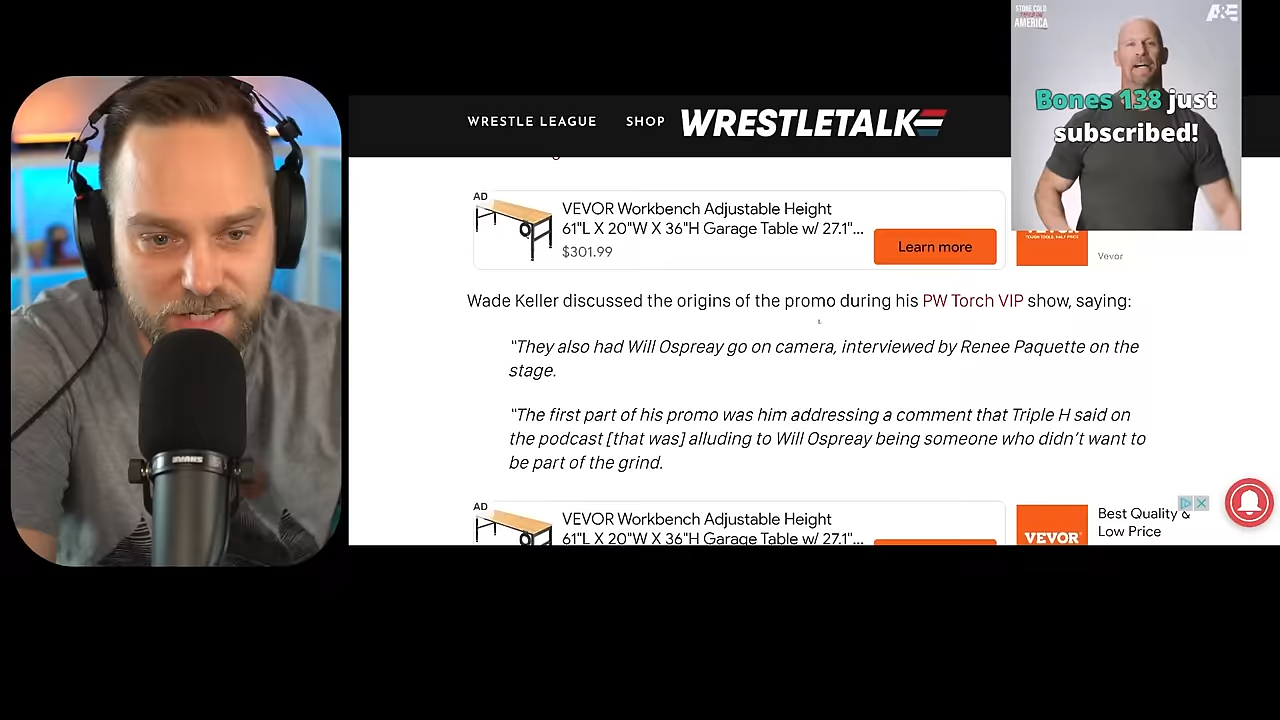 STONE COLD
AMERICA
A&E
Bones 138 just
subscribed!
WRESTLE LEAGUE
SHOP
WRESTLETALK
AD
VEVOR Workbench Adjustable Height
61"L X 20"W X 36"H Garage Table w/ 27.1"...
$301.99
Learn more
TOUGH TOOLS, HALF PRICE
Vevor
Wade Keller discussed the origins of the promo during his PW Torch VIP show, saying:
"They also had Will Ospreay go on camera, interviewed by Renee Paquette on the
stage.
"The first part of his promo was him addressing a comment that Triple H said on
the podcast [that was] alluding to Will Ospreay being someone who didn't want to
be part of the grind.
AD
VEVOR Workbench Adjustable Height
61"L X 20"W X 36"H Garage Table w/ 27.1"...
VEVOR
Best Quality &
Low Price